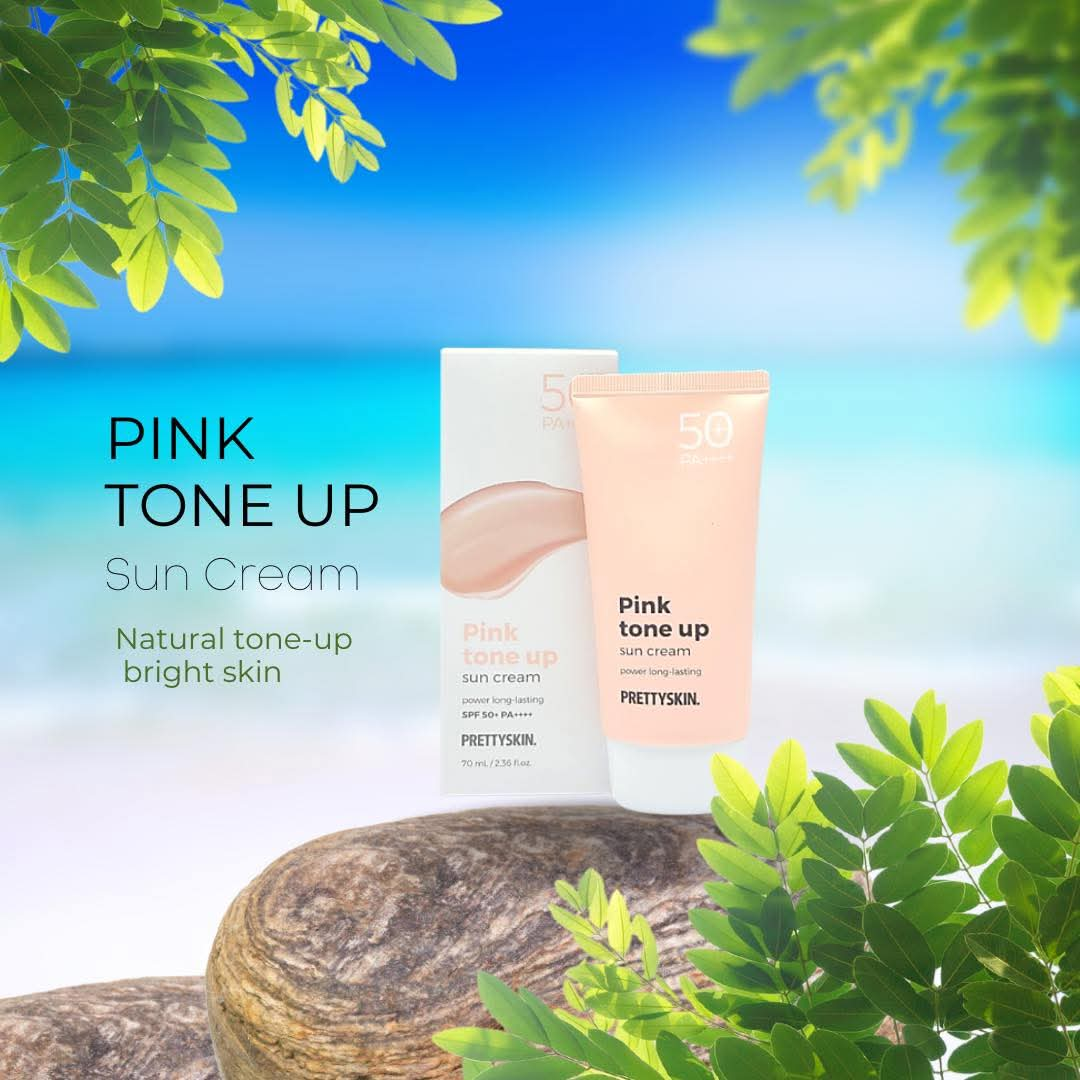 PINK
TONE UP
Sun Cream
Natural tone-up
bright skin
50
PA+
Pink
tone up
sun cream
power long-lasting
SPF 50+ PA++++
PRETTYSKIN.
70 mL / 2.36 fl.oz.
50+
PA++++
Pink
tone up
sun cream
power long-lasting
PRETTYSKIN.